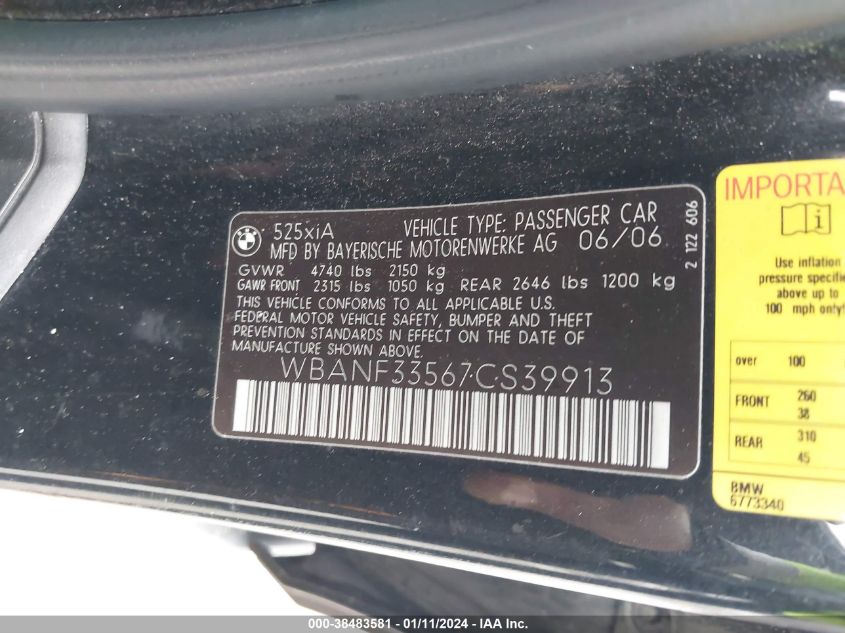 525xiA VEHICLE TYPE: PASSENGER CAR
MFD BY BAYERISCHE MOTORENWERKE AG 06/06
GVWR 4740 lbs 2150 kg
GAWR FRONT 2315 lbs 1050 kg REAR 2646 lbs 1200 kg
THIS VEHICLE CONFORMS TO ALL APPLICABLE U.S.
FEDERAL MOTOR VEHICLE SAFETY, BUMPER AND THEFT
PREVENTION STANDARDS IN EFFECT ON THE DATE OF
MANUFACTURE SHOWN ABOVE.
WBANF33567CS39913
2 122 606
IMPORTA
i
Use inflation
pressure specifie
above up to
100 mph only!
over 100
FRONT 260
38
REAR 310
45
BMW
6773340
000-38483581 - 01/11/2024 - IAA Inc.